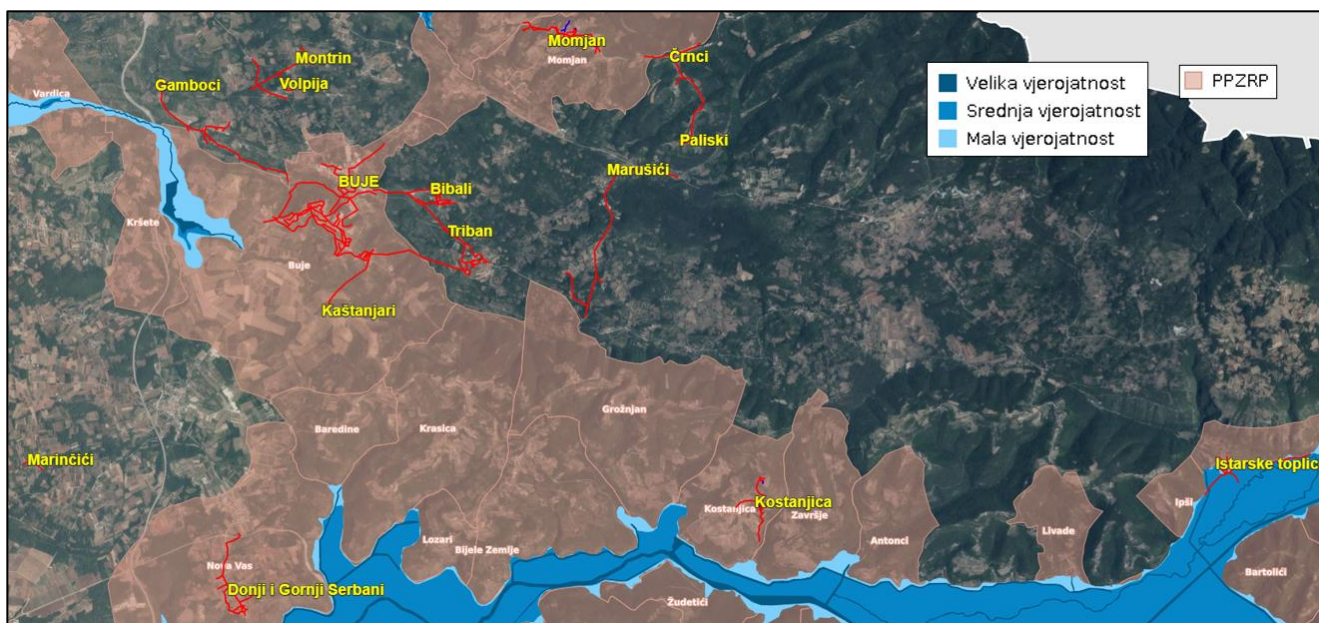 Montrin
Momjan
Črnci
Momjan
Gamboci
Volpija
Vardica
Velika vjerojatnost
Srednja vjerojatnost
Mala vjerojatnost
PPZRP
Paliski
BUJE
Bibali
Marušići
Kršete
Triban
Buje
Kaštanjari
Grožnjan
Baredine
Krasica
Marinčići
Istarske toplice
Kostanjica
Kostanjica
Završje
Ipši
Livade
Lozari
Bijele Zemlje
Antonci
Nova Vas
Bartolići
Donji i Gornji Serbani
Žudetići